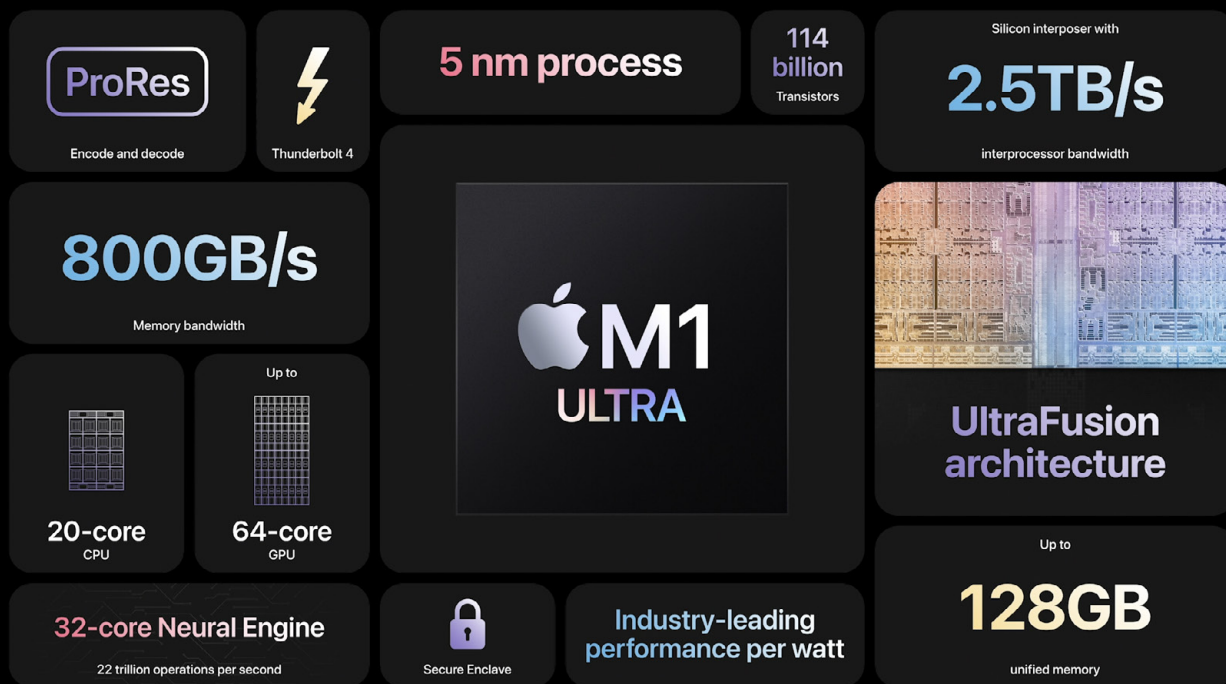 ProRes
Encode and decode
Thunderbolt 4
5 nm process
114
billion
Transistors
Silicon interposer with
2.5TB/s
interprocessor bandwidth
800GB/s
Memory bandwidth
M1
ULTRA
UltraFusion
architecture
20-core
CPU
Up to
64-core
GPU
Up to
128GB
unified memory
32-core Neural Engine
22 trillion operations per second
Secure Enclave
Industry-leading
performance per watt